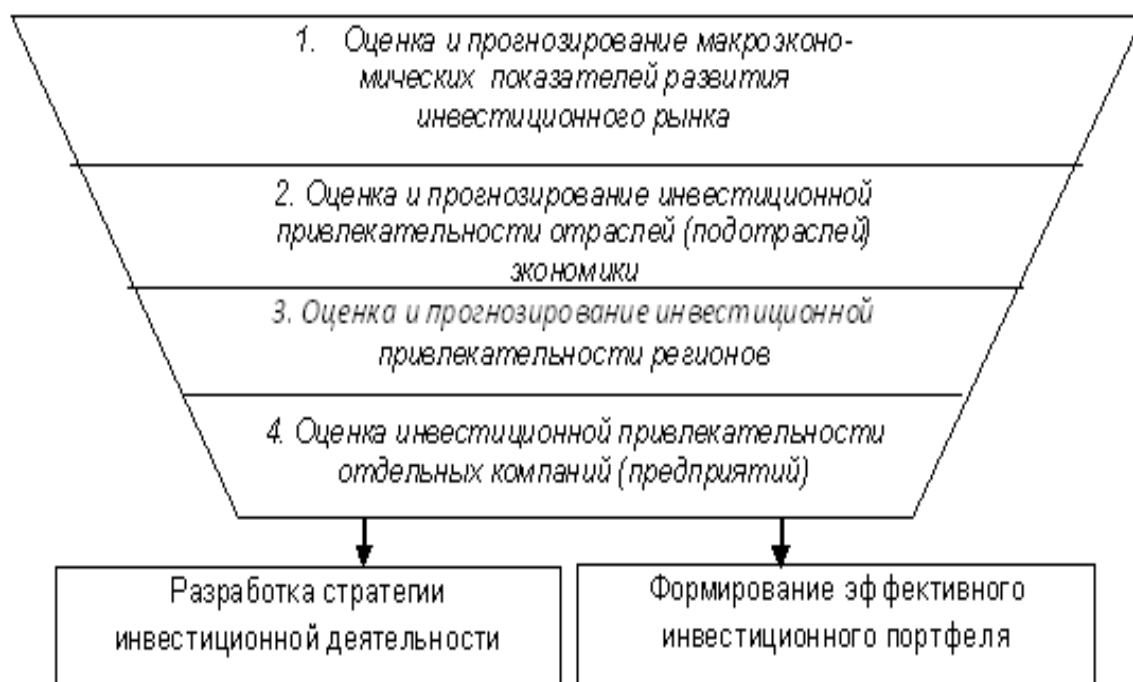 1. Оценка и прогнозирование макроэконо-
мических показателей развития
инвестиционного рынка
2. Оценка и прогнозирование инвестиционной
привлекательности отраслей (подотраслей)
экономики
3. Оценка и прогнозирование инвестиционной
привлекательности регионов
4. Оценка инвестиционной привлекательности
отдельных компаний (предприятий)
Разработка стратегии
инвестиционной деятельности
Формирование эффективного
инвестиционного портфеля